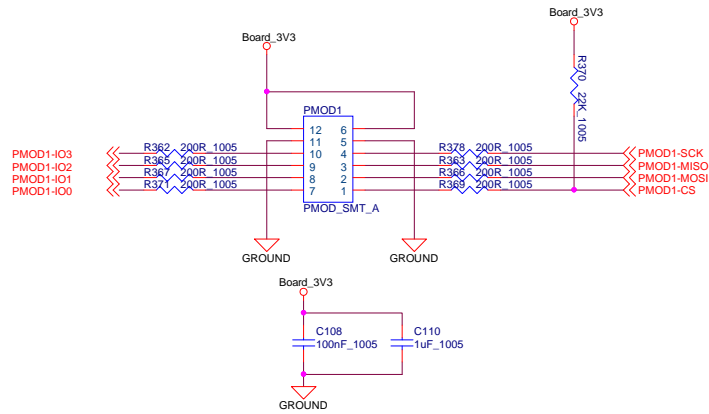 Board_3V3
Board_3V3
R370
22K_1005
PMOD1
12 6
11 5
PMOD1-IO3 R362 200R_1005 10 4 R378 200R_1005 PMOD1-SCK
PMOD1-IO2 R365 200R_1005 9 3 R363 200R_1005 PMOD1-MISO
PMOD1-IO1 R367 200R_1005 8 2 R366 200R_1005 PMOD1-MOSI
PMOD1-IO0 R371 200R_1005 7 1 R369 200R_1005 PMOD1-CS
PMOD_SMT_A
GROUND GROUND
Board_3V3
C108 C110
100nF_1005 1uF_1005
GROUND